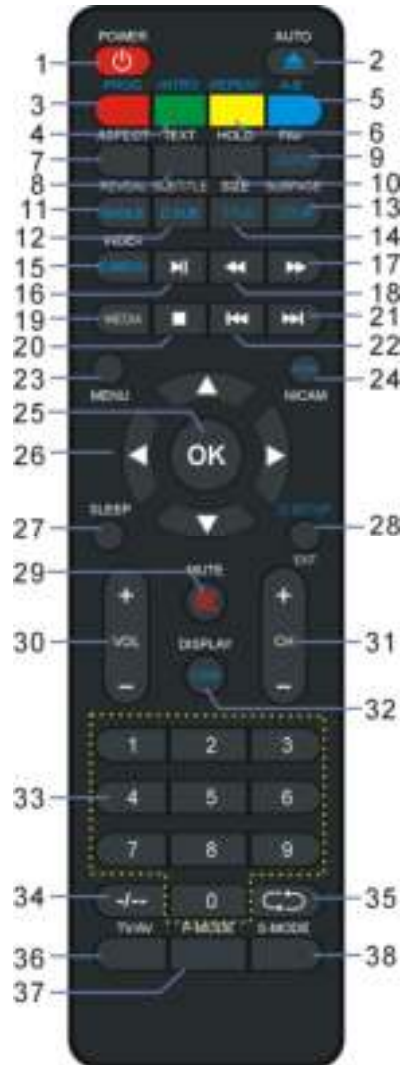 POWER AUTO
1 2
PROG INTRO REPEAT A-B
3 5
4 6
ASPECT TEXT HOLD FAV
7 9
8 10
REVEAL SUBTITLE SIZE SUBPAGE
11 13
12 14
INDEX
15 17
16 18
19 MEDIA 21
20 22
23 24
MENU NICAM
25
26 OK
SLEEP
27 28
EXIT
29 MUTE
+ +
30 VOL CH 31
DISPLAY
- -
32
1 2 3
33 4 5 6
7 8 9
34 -/-- 0 35
TV/AV P-MODE S-MODE
36 38
37